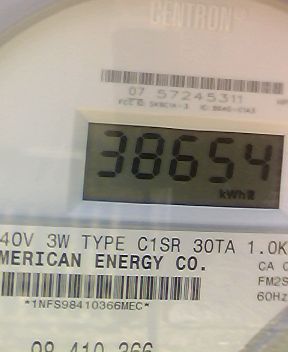 CENTRON
07 57245311
38654
kWh
40V 3W TYPE C1SR 30TA 1.0K
MERICAN ENERGY CO.
CA
FM2S
60Hz
*1NFS98410366MEC*
98 410 366